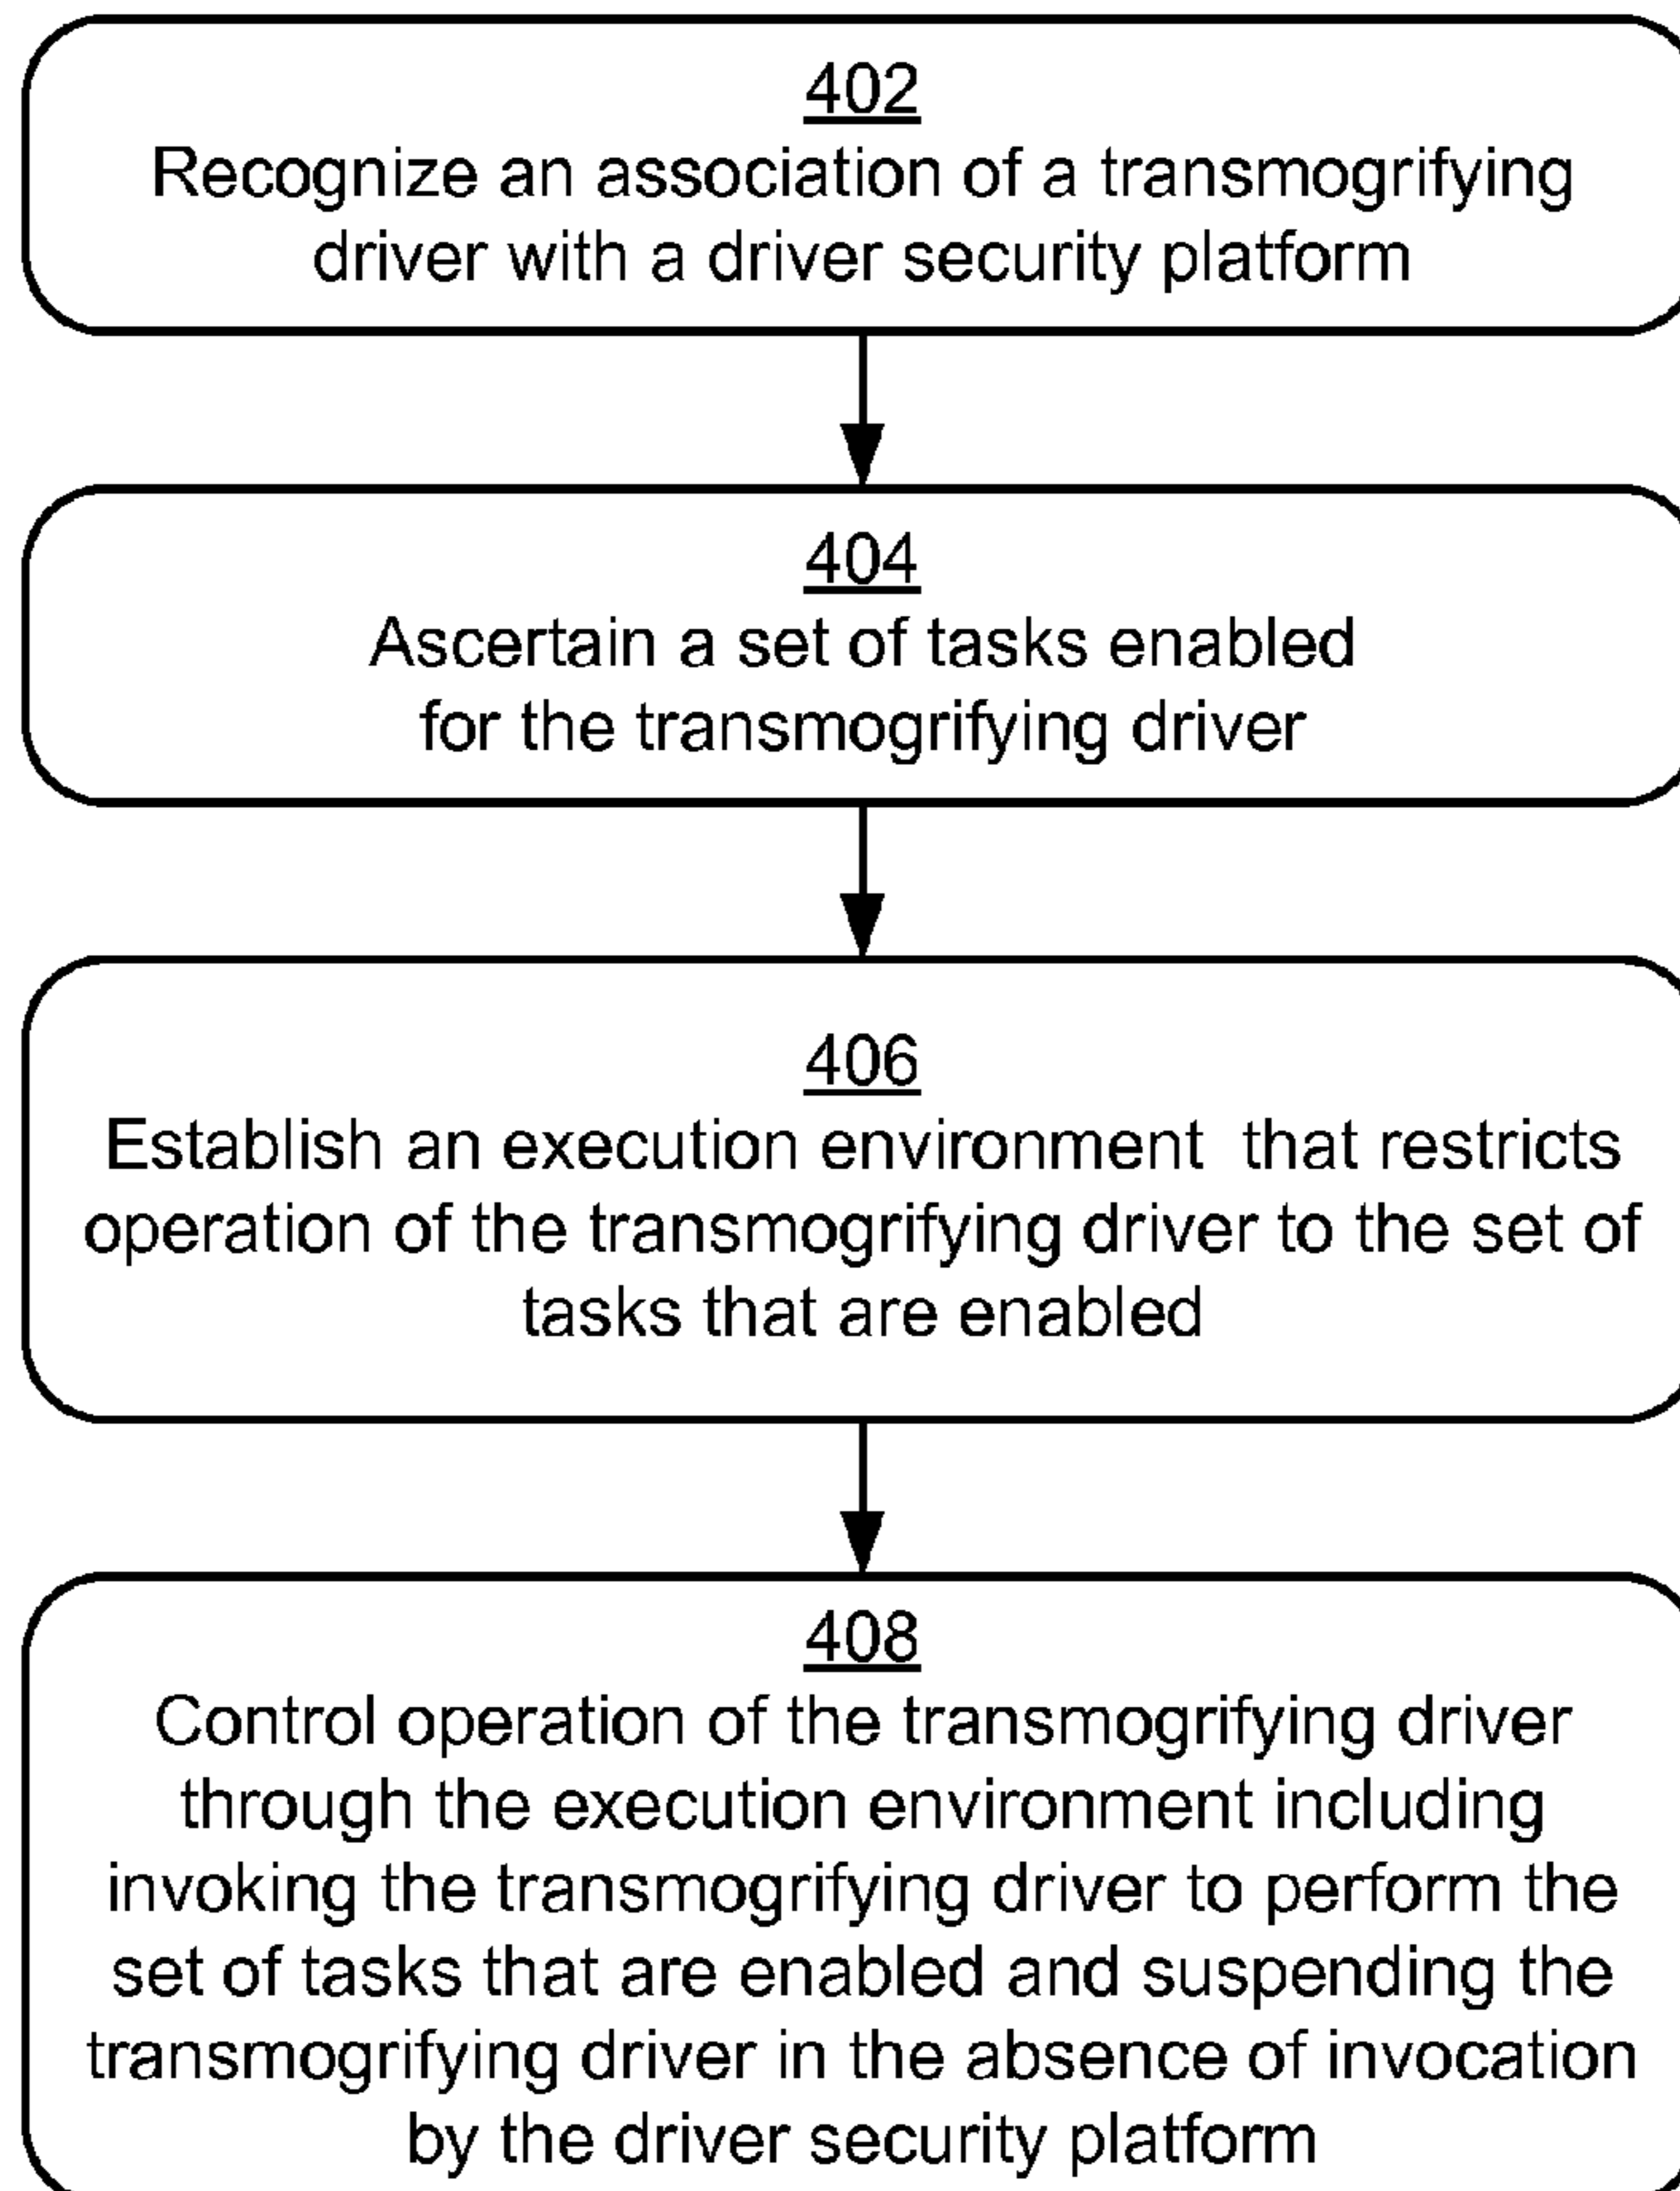 402
Recognize an association of a transmogrifying
driver with a driver security platform
404
Ascertain a set of tasks enabled
for the transmogrifying driver
406
Establish an execution environment that restricts
operation of the transmogrifying driver to the set of
tasks that are enabled
408
Control operation of the transmogrifying driver
through the execution environment including
invoking the transmogrifying driver to perform the
set of tasks that are enabled and suspending the
transmogrifying driver in the absence of invocation
by the driver security platform